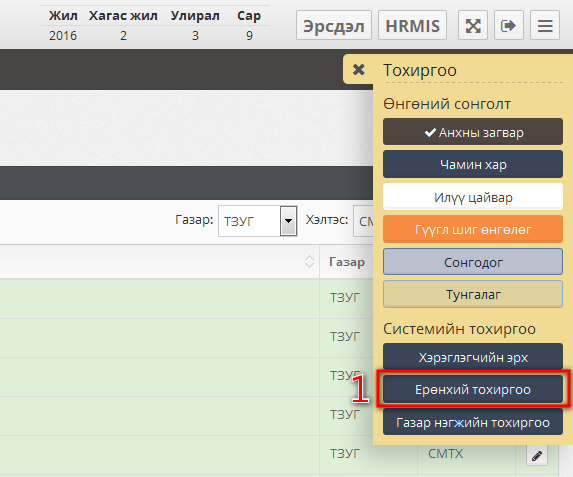 Жил Хагас жил Улирал Сар
2016 2 3 9
Эрсдэл HRMIS
Тохиргоо
Өнгөний сонголт
Анхны загвар
Чамин хар
Илүү цайвар
Гүүгл шиг өнгөлөг
Сонгодог
Тунгалаг
Системийн тохиргоо
Хэрэглэгчийн эрх
1 Ерөнхий тохиргоо
Газар нэгжийн тохиргоо
Газар: ТЗУГ Хэлтэс:
Газар
ТЗУГ
ТЗУГ
ТЗУГ
ТЗУГ
ТЗУГ СМТХ